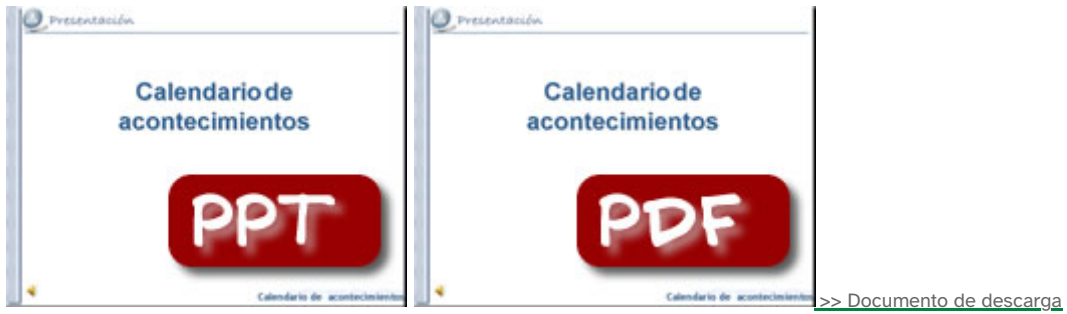 Presentación
Calendario de
acontecimientos
PPT
Calendario de acontecimientos
Presentación
Calendario de
acontecimientos
PDF
Calendario de acontecimientos
>> Documento de descarga